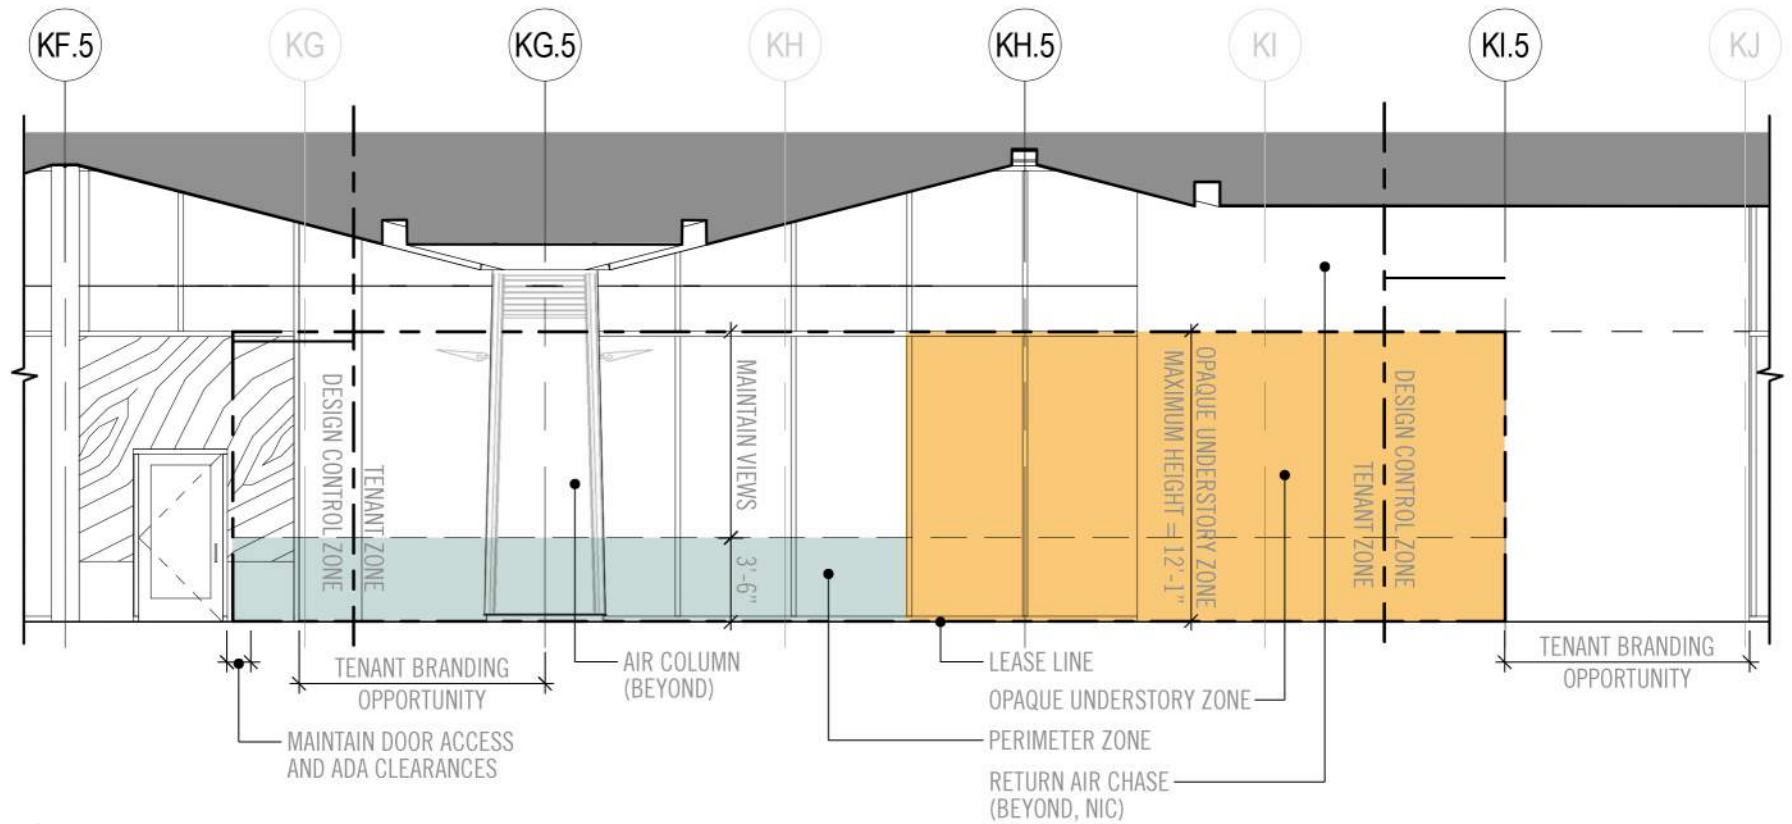 KF.5
KG
KG.5
KH
KH.5
KI
KI.5
KJ
DESIGN CONTROL ZONE
TENANT ZONE
MAINTAIN VIEWS
3'-6"
OPAQUE UNDERSTORY ZONE
MAXIMUM HEIGHT = 12'-1"
DESIGN CONTROL ZONE
TENANT ZONE
TENANT BRANDING
OPPORTUNITY
AIR COLUMN
(BEYOND)
LEASE LINE
OPAQUE UNDERSTORY ZONE
PERIMETER ZONE
RETURN AIR CHASE
(BEYOND, NIC)
TENANT BRANDING
OPPORTUNITY
MAINTAIN DOOR ACCESS
AND ADA CLEARANCES